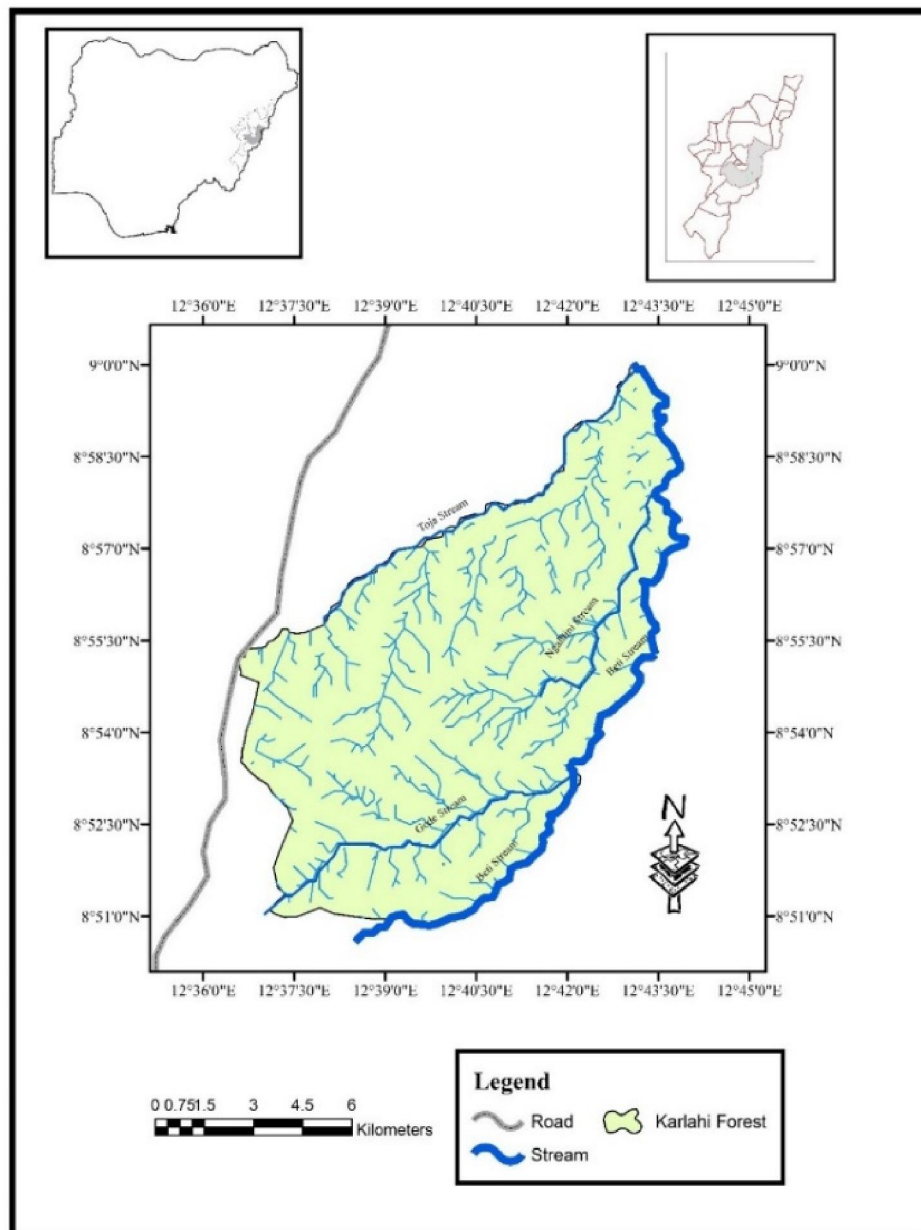 12°36'0"E 12°37'30"E 12°39'0"E 12°40'30"E 12°42'0"E 12°43'30"E 12°45'0"E
9°0'0"N 9°0'0"N
8°58'30"N 8°58'30"N
Toja Stream
8°57'0"N 8°57'0"N
Stream
8°55'30"N 8°55'30"N
Beti Stream
8°54'0"N 8°54'0"N
N
8°52'30"N 8°52'30"N
Gede Stream
Beti Stream
8°51'0"N 8°51'0"N
12°36'0"E 12°37'30"E 12°39'0"E 12°40'30"E 12°42'0"E 12°43'30"E 12°45'0"E
Legend
Road Karlahi Forest
Stream
0 0.751.5 3 4.5 6
Kilometers